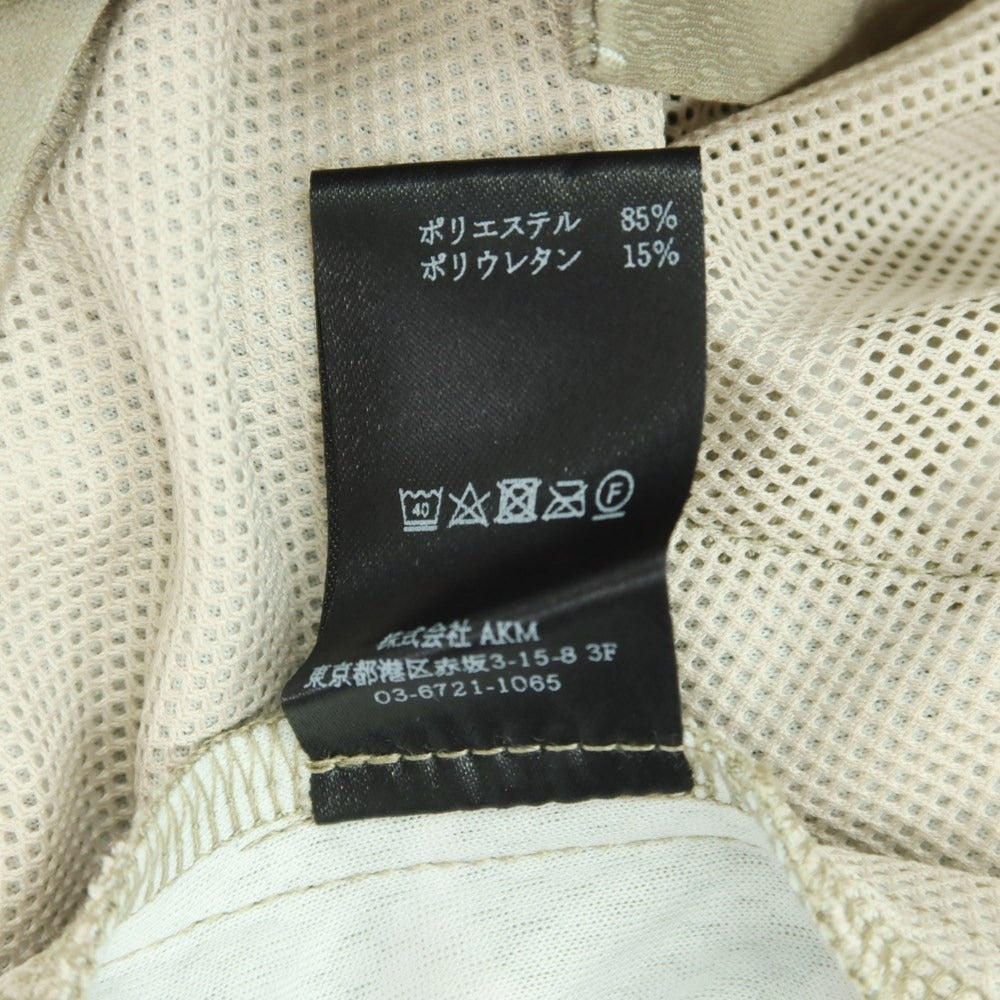 ポリエステル 85%
ポリウレタン 15%
40 F
株式会社 AKM
東京都港区赤坂3-15-8 3F
03-6721-1065